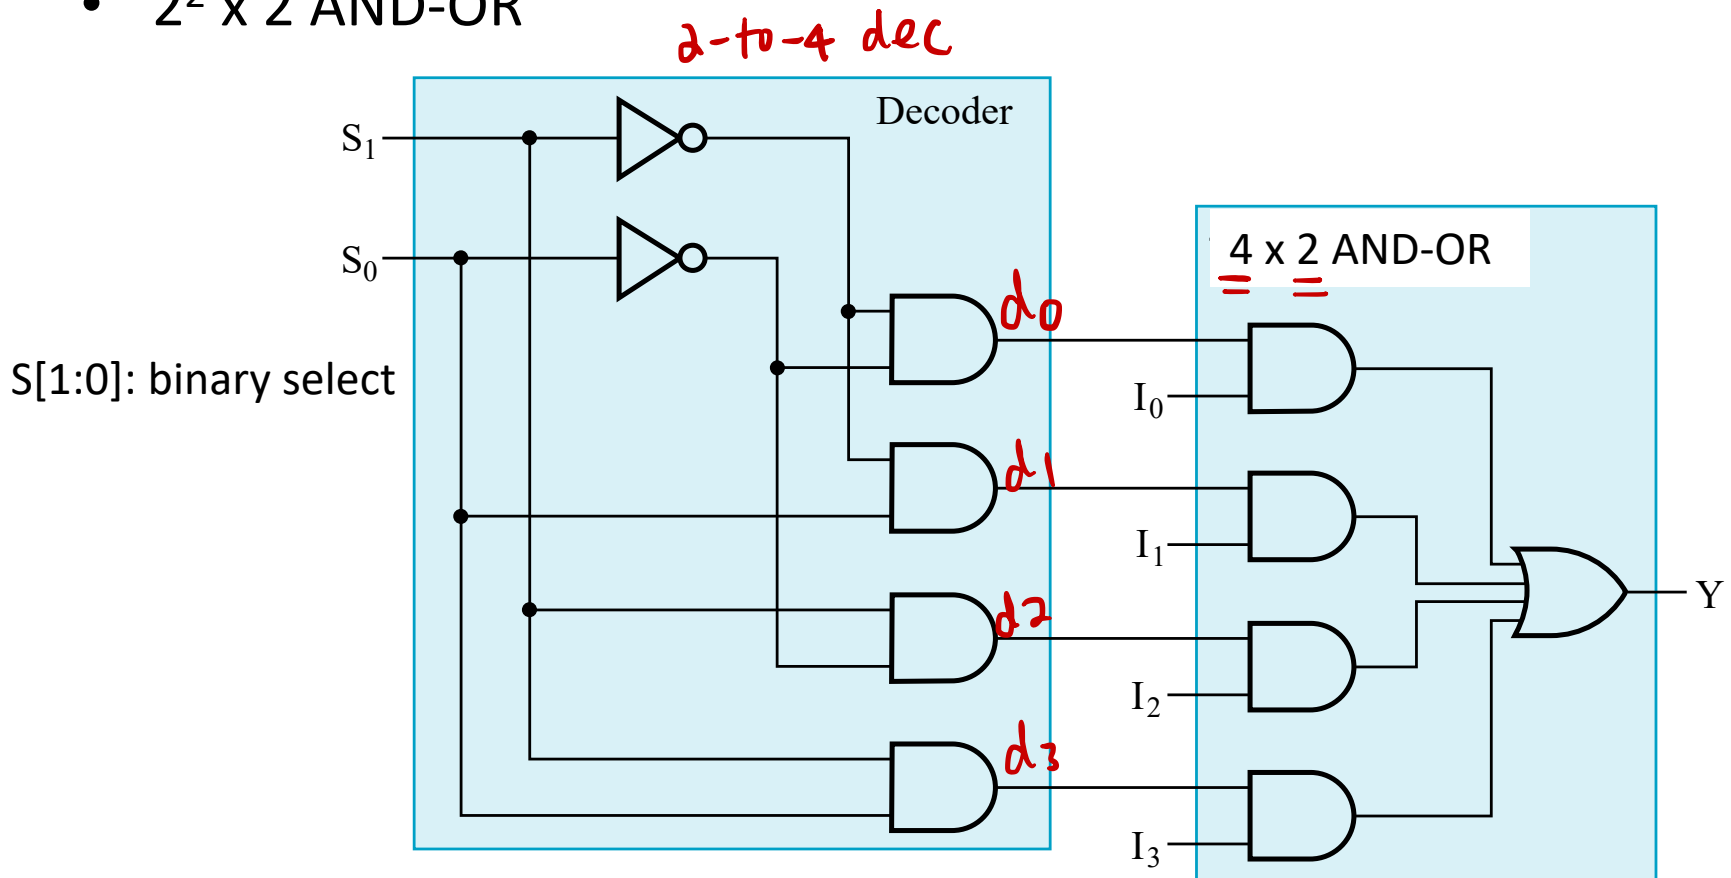 • 2² x 2 AND-OR
2-to-4 dec
Decoder
S₁
S₀
4 x 2 AND-OR
d0
S[1:0]: binary select
I₀
d1
I₁
Y
d2
I₂
d3
I₃